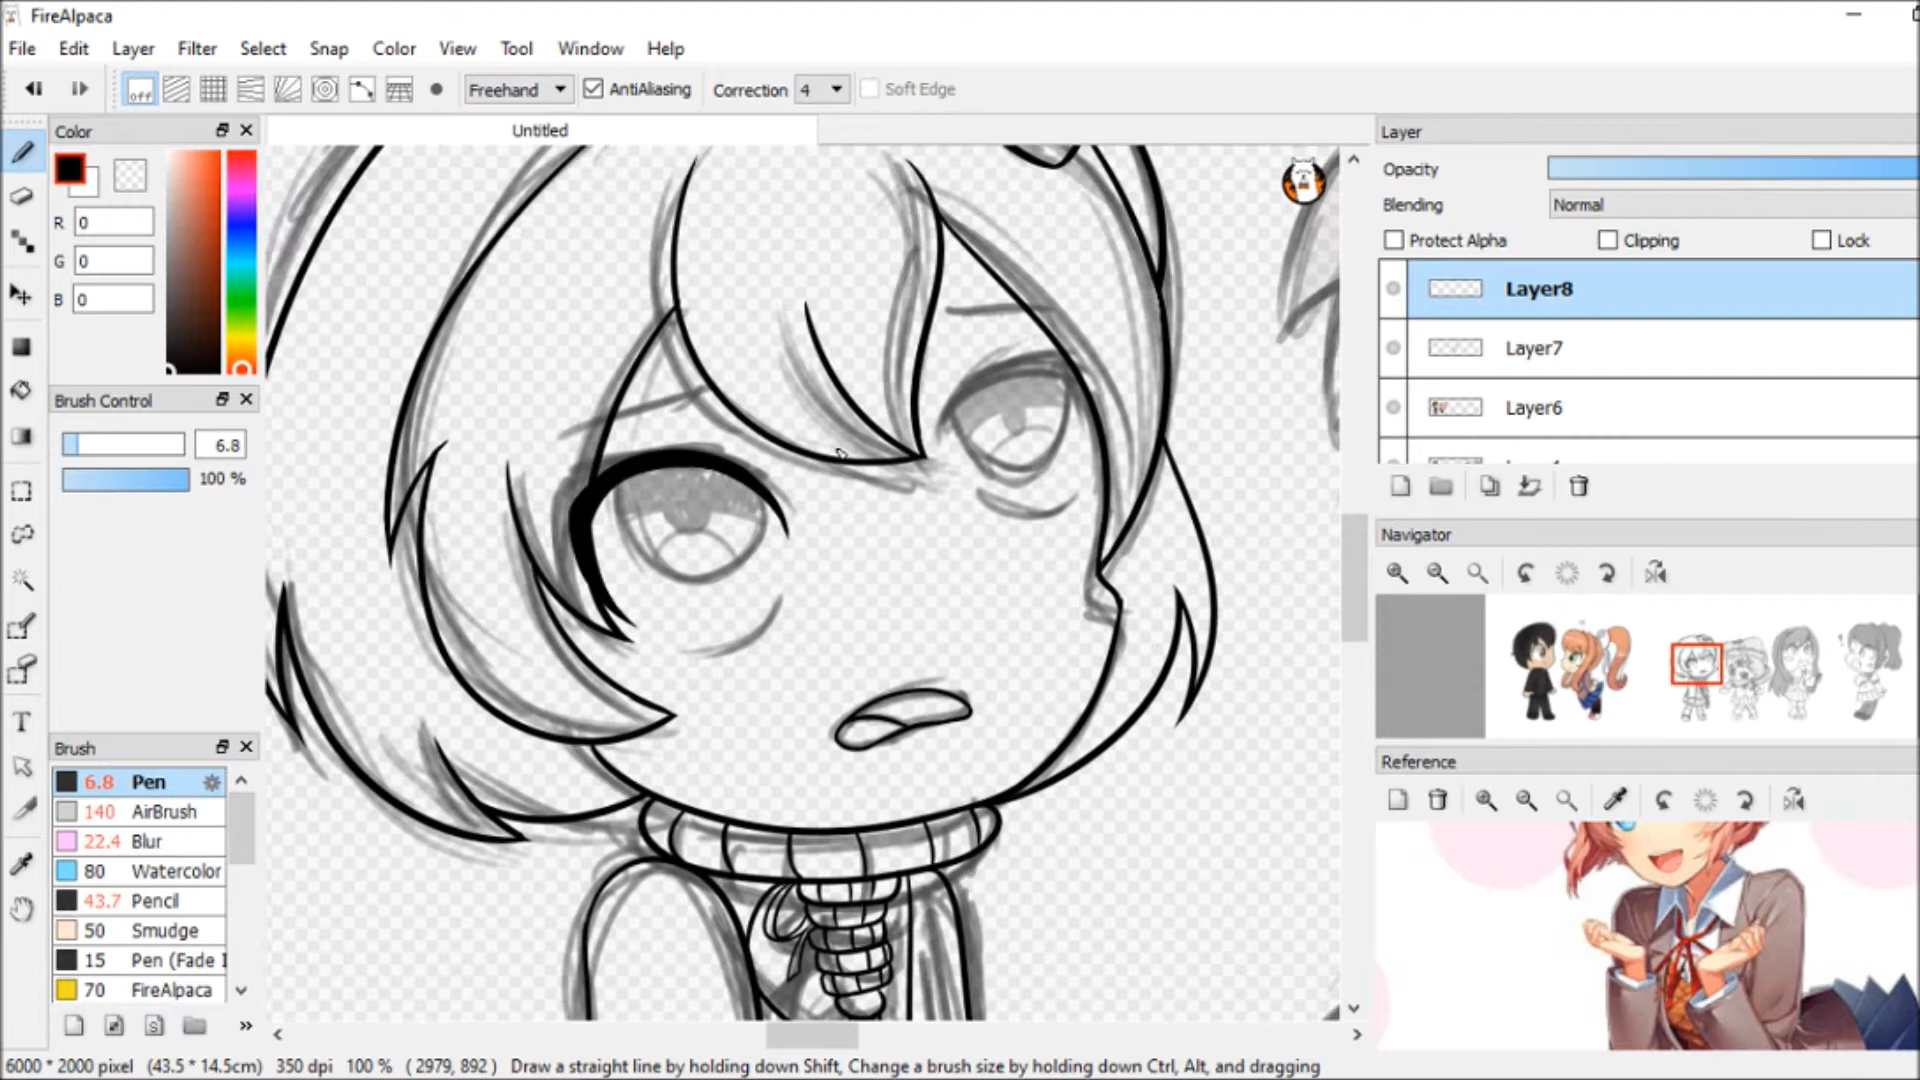 FireAlpaca
File Edit Layer Filter Select Snap Color View Tool Window Help
off Freehand AntiAliasing Correction 4 Soft Edge
Color
Untitled
Layer
R 0
G 0
B 0
Opacity
Blending Normal
Protect Alpha Clipping Lock
Layer8
Layer7
Layer6
Brush Control
6.8
100 %
Navigator
Brush
6.8 Pen
140 AirBrush
22.4 Blur
80 Watercolor
43.7 Pencil
50 Smudge
15 Pen (Fade I
70 FireAlpaca
Reference
T
S
6000 * 2000 pixel (43.5 * 14.5cm) 350 dpi 100 % ( 2979, 892 ) Draw a straight line by holding down Shift, Change a brush size by holding down Ctrl, Alt, and dragging